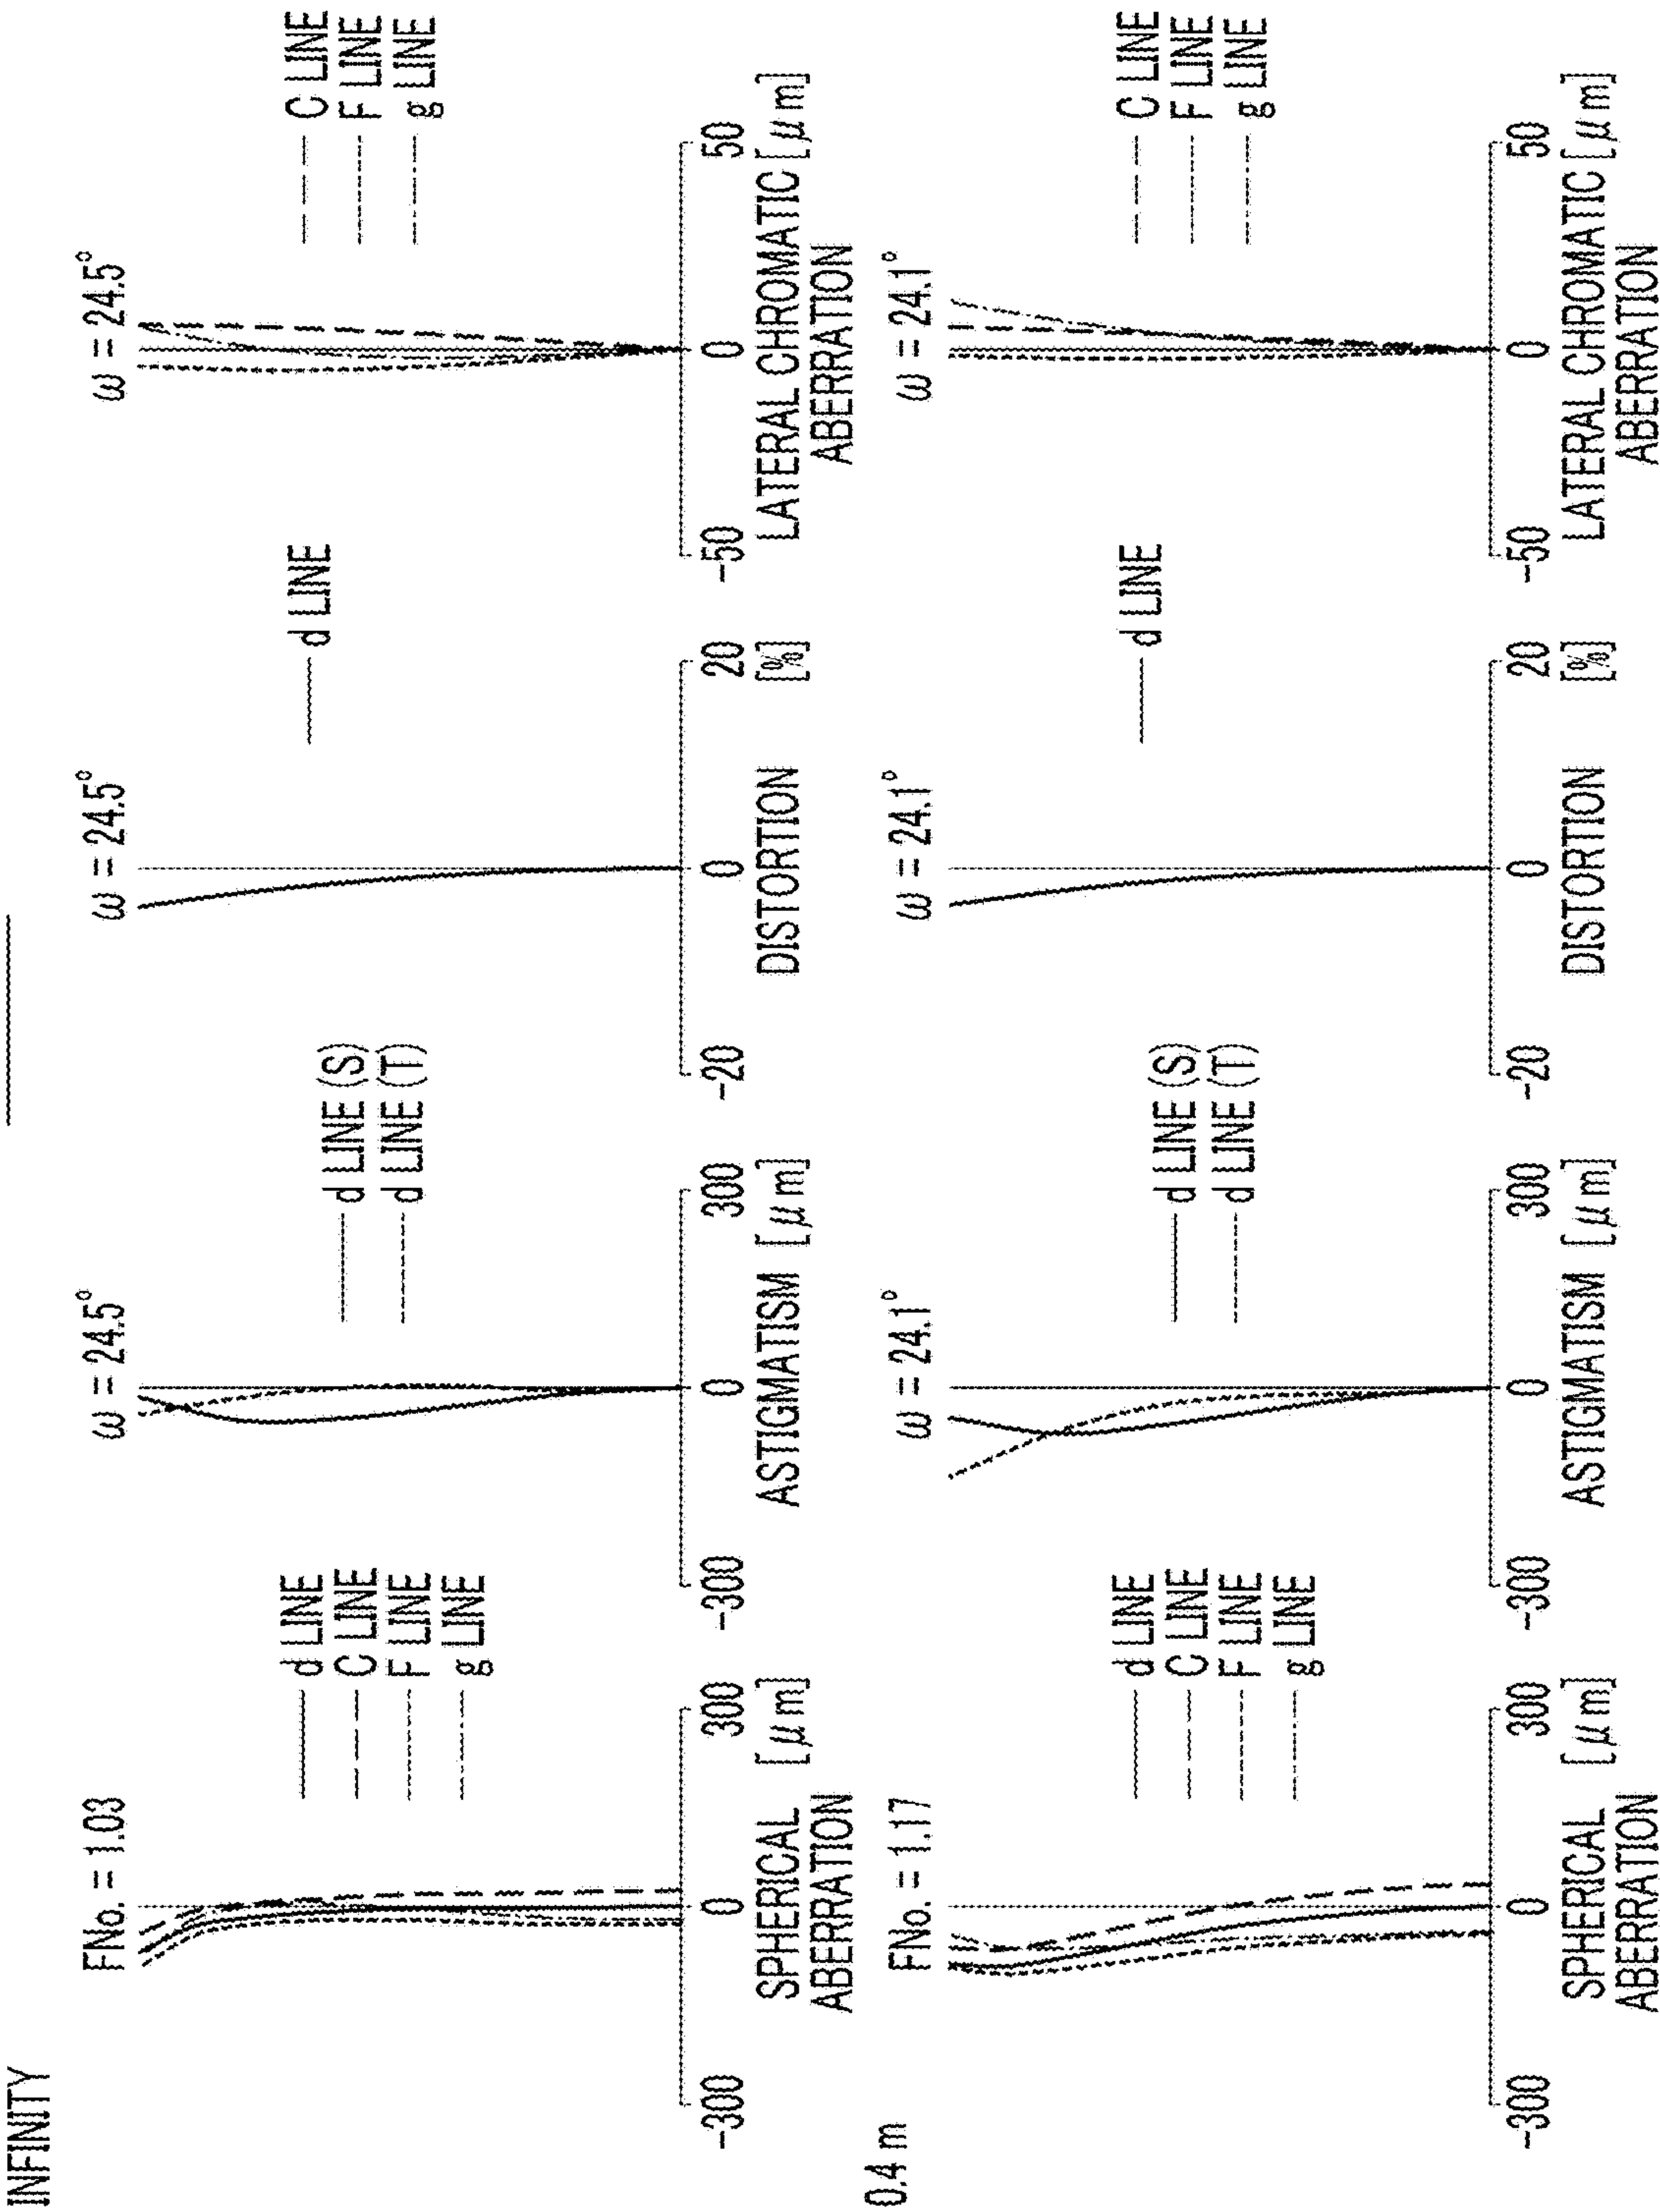 INFINITY
FNo. = 1.03
d LINE
C LINE
F LINE
g LINE
-300
0
300
SPHERICAL [μm]
ABERRATION
ω = 24.5°
d LINE (S)
d LINE (T)
-300
0
300
ASTIGMATISM [μm]
ω = 24.5°
d LINE
-20
0
20
DISTORTION [%]
ω = 24.5°
C LINE
F LINE
g LINE
-50
0
50
LATERAL CHROMATIC [μm]
ABERRATION
0.4 m
FNo. = 1.17
d LINE
C LINE
F LINE
g LINE
-300
0
300
SPHERICAL [μm]
ABERRATION
ω = 24.1°
d LINE (S)
d LINE (T)
-300
0
300
ASTIGMATISM [μm]
ω = 24.1°
d LINE
-20
0
20
DISTORTION [%]
ω = 24.1°
C LINE
F LINE
g LINE
-50
0
50
LATERAL CHROMATIC [μm]
ABERRATION